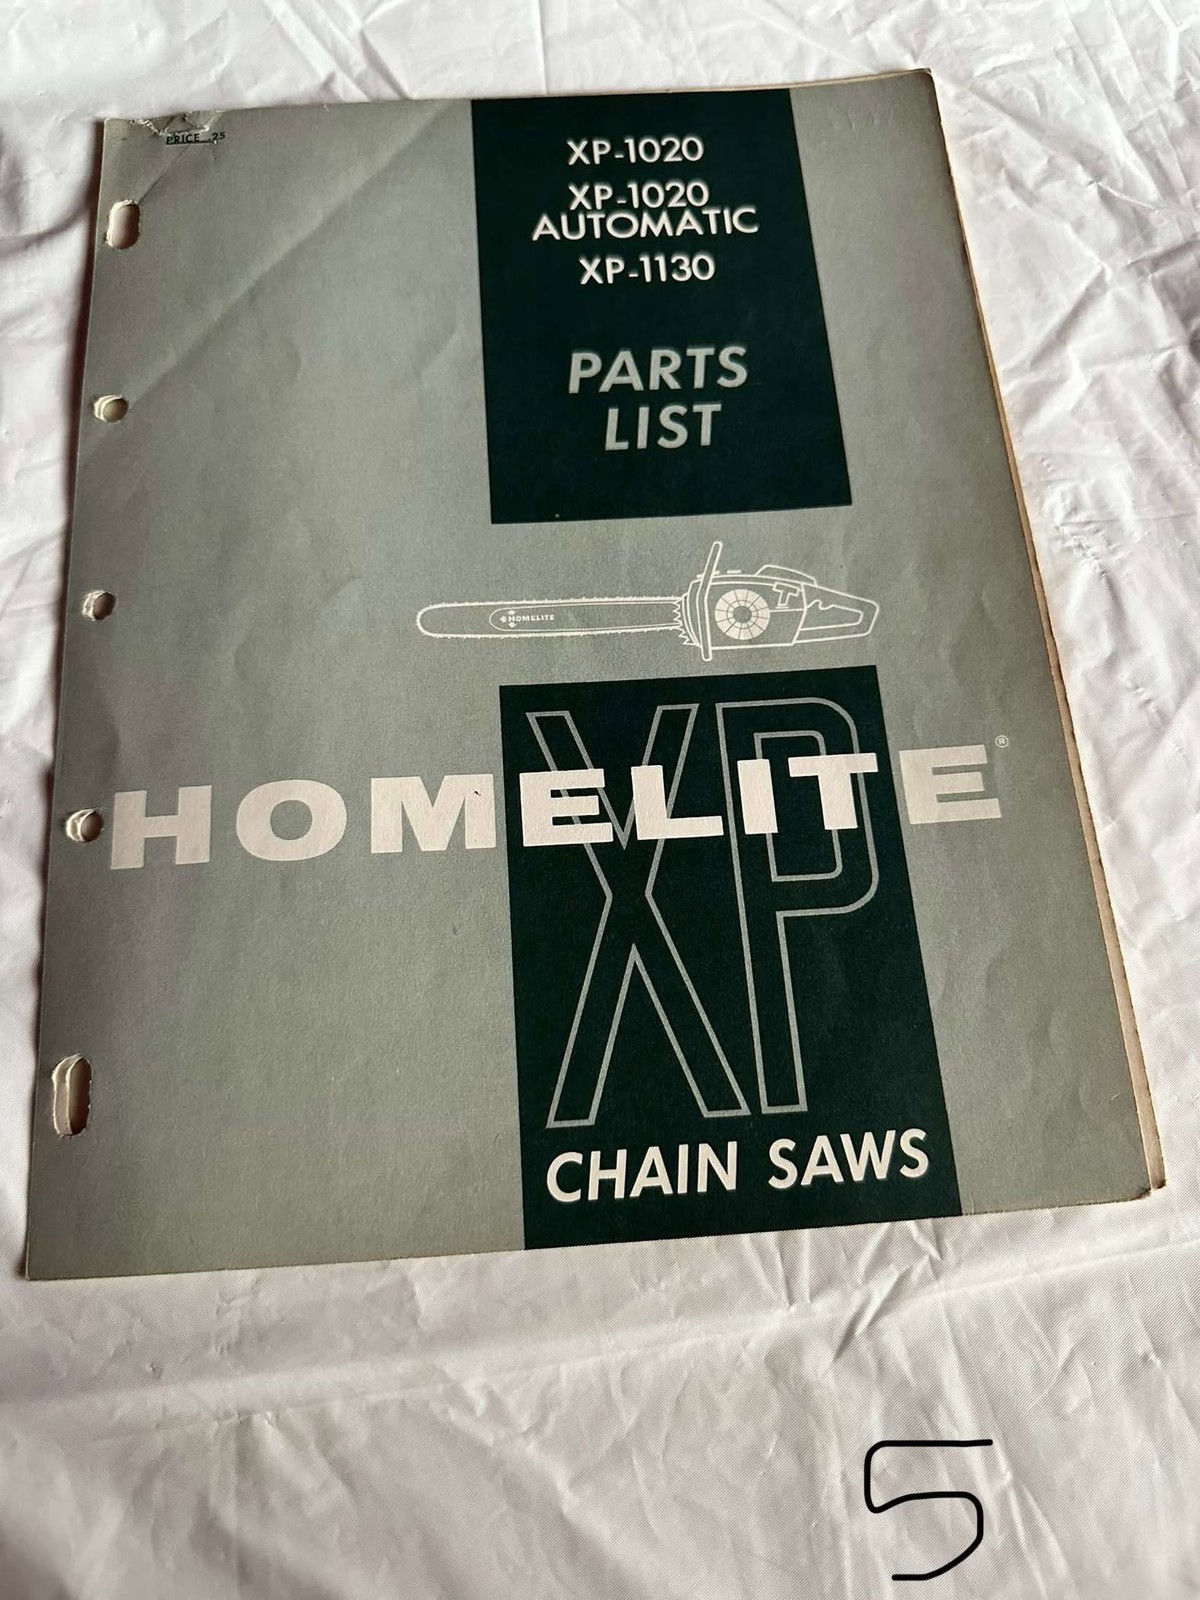 PRICE .25
XP-1020
XP-1020
AUTOMATIC
XP-1130
PARTS
LIST
HOMELITE
XP
HOMELITE®
CHAIN SAWS
5